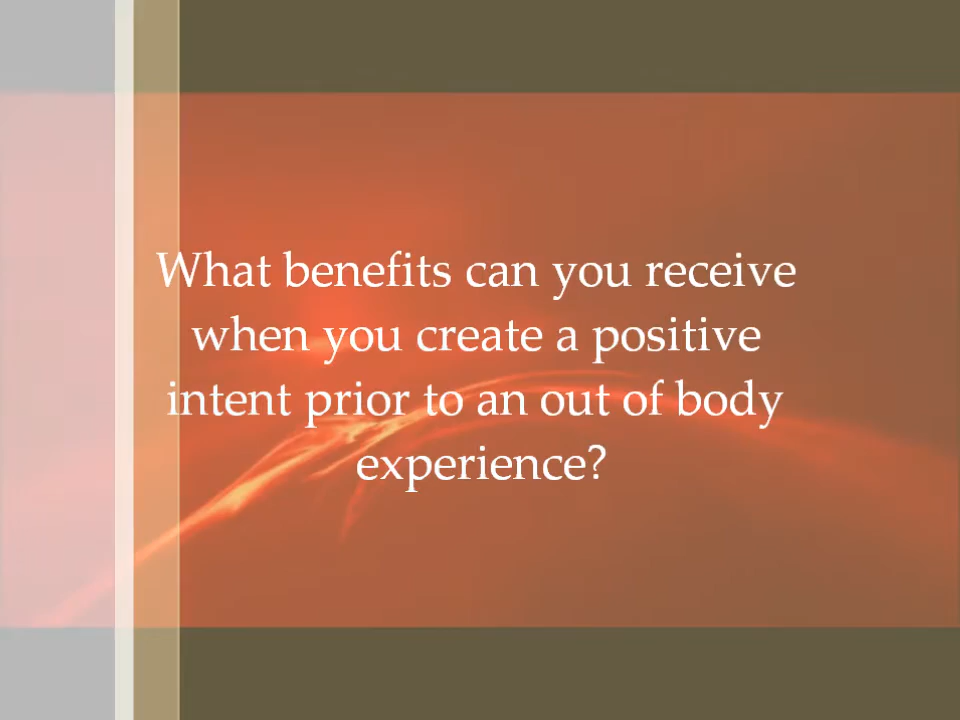 What benefits can you receive
when you create a positive
intent prior to an out of body
experience?